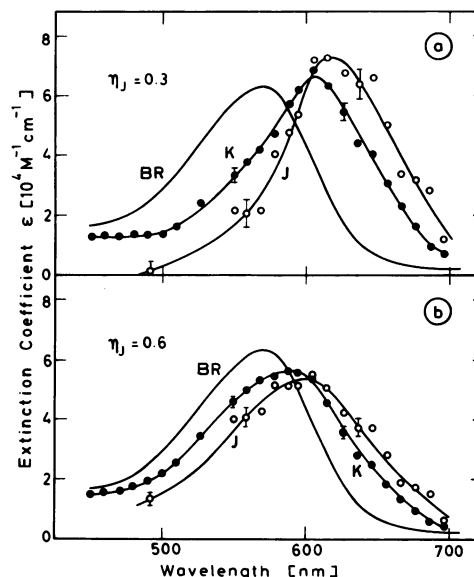 8
6
4
2
0
η_J = 0.3
BR
K
J
a
8
6
4
2
0
η_J = 0.6
BR
J
K
b
500
600
700
Extinction Coefficient ε [10⁴ M⁻¹ cm⁻¹]
Wavelength [nm]